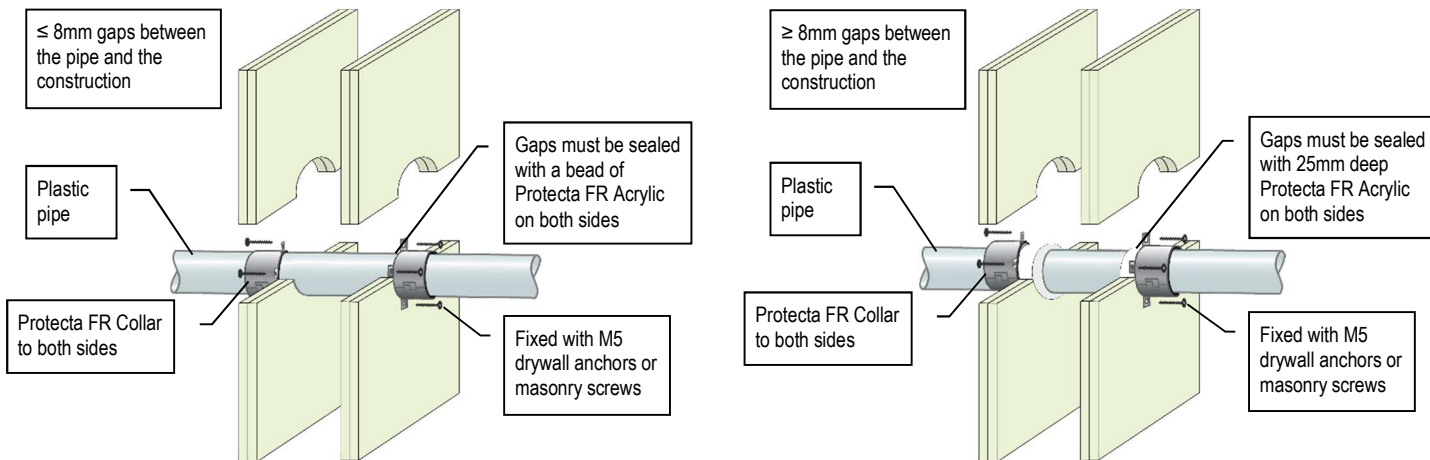 ≤ 8mm gaps between
the pipe and the
construction
Plastic
pipe
Gaps must be sealed
with a bead of
Protecta FR Acrylic
on both sides
Protecta FR Collar
to both sides
Fixed with M5
drywall anchors or
masonry screws
≥ 8mm gaps between
the pipe and the
construction
Plastic
pipe
Gaps must be sealed
with 25mm deep
Protecta FR Acrylic
on both sides
Protecta FR Collar
to both sides
Fixed with M5
drywall anchors or
masonry screws